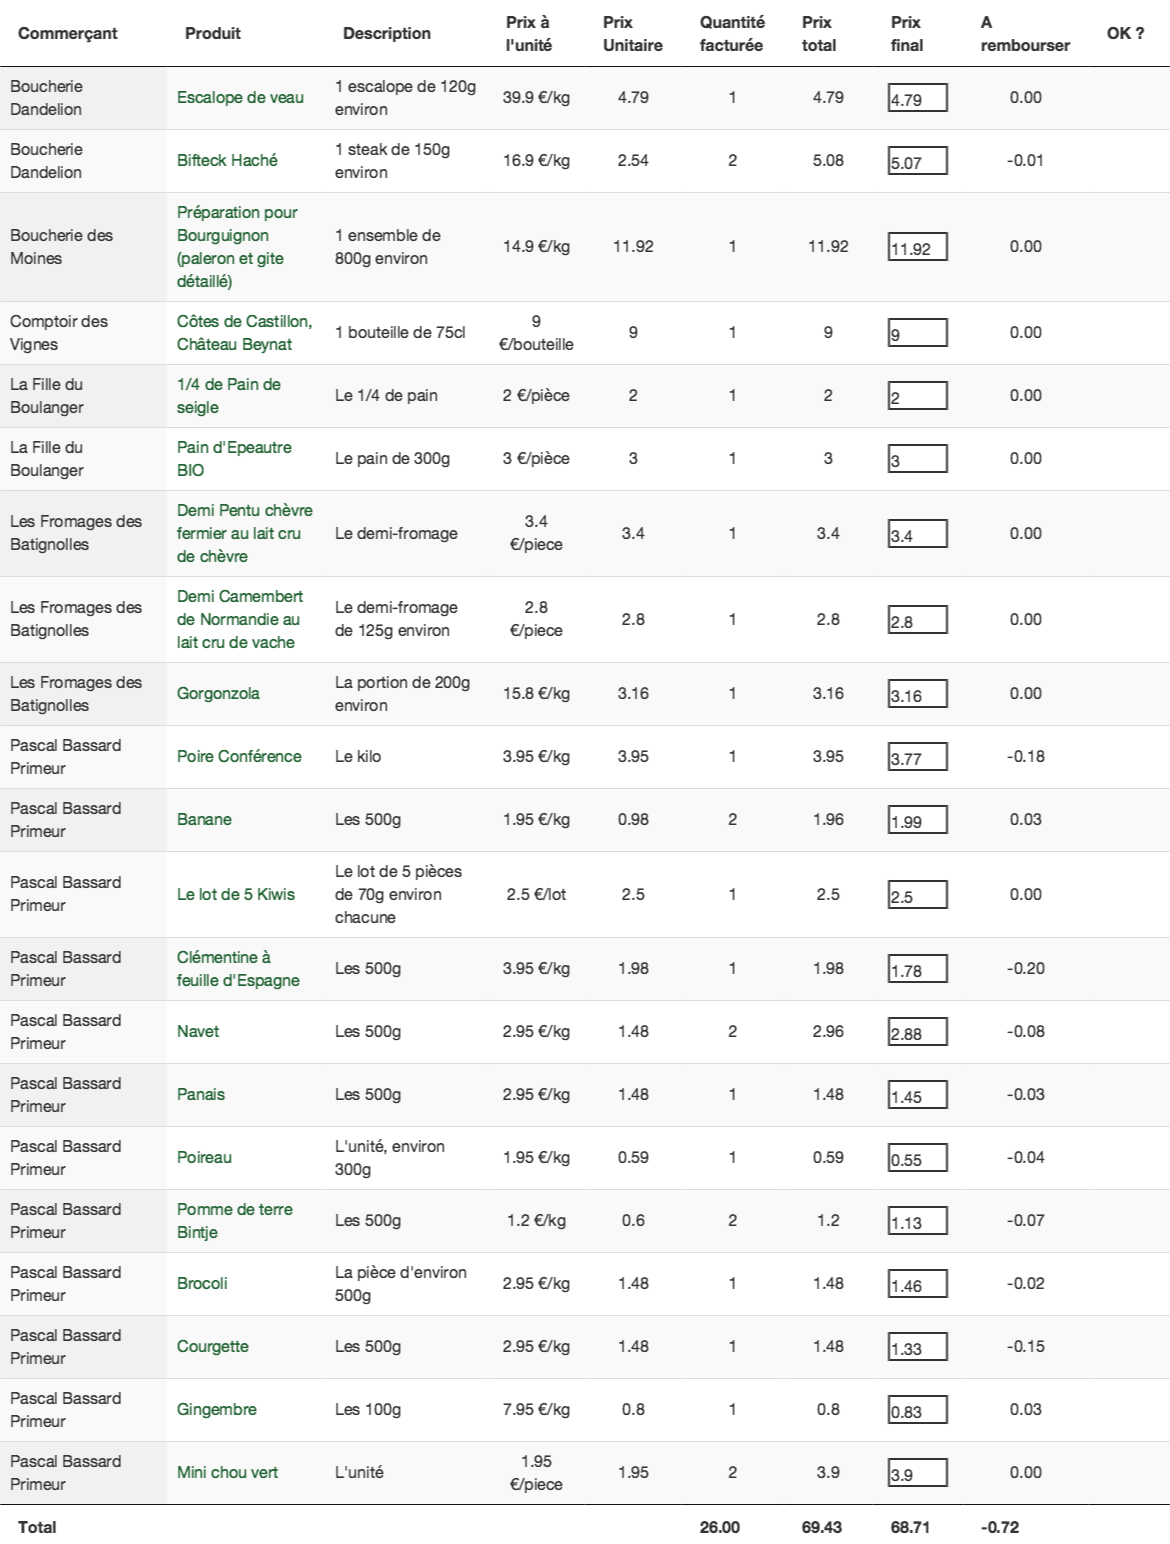 Commerçant Produit Description Prix à l'unité Prix Unitaire Quantité facturée Prix total Prix final A rembourser OK ?
Boucherie Dandelion Escalope de veau 1 escalope de 120g environ 39.9 €/kg 4.79 1 4.79 4.79 0.00
Boucherie Dandelion Bifteck Haché 1 steak de 150g environ 16.9 €/kg 2.54 2 5.08 5.07 -0.01
Boucherie des Moines Préparation pour Bourguignon (paleron et gite détaillé) 1 ensemble de 800g environ 14.9 €/kg 11.92 1 11.92 11.92 0.00
Comptoir des Vignes Côtes de Castillon, Château Beynat 1 bouteille de 75cl 9 €/bouteille 9 1 9 9 0.00
La Fille du Boulanger 1/4 de Pain de seigle Le 1/4 de pain 2 €/pièce 2 1 2 2 0.00
La Fille du Boulanger Pain d'Epeautre BIO Le pain de 300g 3 €/pièce 3 1 3 3 0.00
Les Fromages des Batignolles Demi Pentu chèvre fermier au lait cru de chèvre Le demi-fromage 3.4 €/piece 3.4 1 3.4 3.4 0.00
Les Fromages des Batignolles Demi Camembert de Normandie au lait cru de vache Le demi-fromage de 125g environ 2.8 €/piece 2.8 1 2.8 2.8 0.00
Les Fromages des Batignolles Gorgonzola La portion de 200g environ 15.8 €/kg 3.16 1 3.16 3.16 0.00
Pascal Bassard Primeur Poire Conférence Le kilo 3.95 €/kg 3.95 1 3.95 3.77 -0.18
Pascal Bassard Primeur Banane Les 500g 1.95 €/kg 0.98 2 1.96 1.99 0.03
Pascal Bassard Primeur Le lot de 5 Kiwis Le lot de 5 pièces de 70g environ chacune 2.5 €/lot 2.5 1 2.5 2.5 0.00
Pascal Bassard Primeur Clémentine à feuille d'Espagne Les 500g 3.95 €/kg 1.98 1 1.98 1.78 -0.20
Pascal Bassard Primeur Navet Les 500g 2.95 €/kg 1.48 2 2.96 2.88 -0.08
Pascal Bassard Primeur Panais Les 500g 2.95 €/kg 1.48 1 1.48 1.45 -0.03
Pascal Bassard Primeur Poireau L'unité, environ 300g 1.95 €/kg 0.59 1 0.59 0.55 -0.04
Pascal Bassard Primeur Pomme de terre Bintje Les 500g 1.2 €/kg 0.6 2 1.2 1.13 -0.07
Pascal Bassard Primeur Brocoli La pièce d'environ 500g 2.95 €/kg 1.48 1 1.48 1.46 -0.02
Pascal Bassard Primeur Courgette Les 500g 2.95 €/kg 1.48 1 1.48 1.33 -0.15
Pascal Bassard Primeur Gingembre Les 100g 7.95 €/kg 0.8 1 0.8 0.83 0.03
Pascal Bassard Primeur Mini chou vert L'unité 1.95 €/piece 1.95 2 3.9 3.9 0.00
Total 26.00 69.43 68.71 -0.72